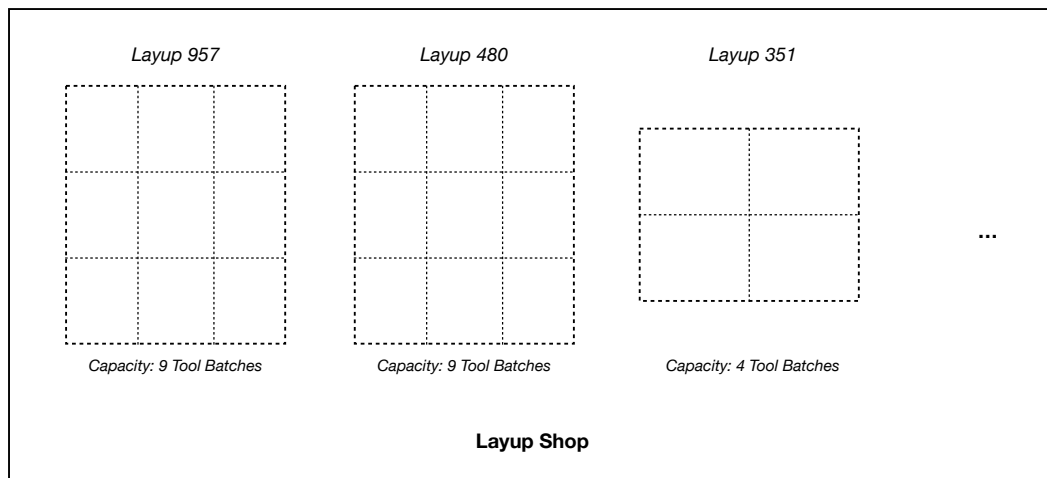 Layup 957
Layup 480
Layup 351
...
Capacity: 9 Tool Batches
Capacity: 9 Tool Batches
Capacity: 4 Tool Batches
Layup Shop